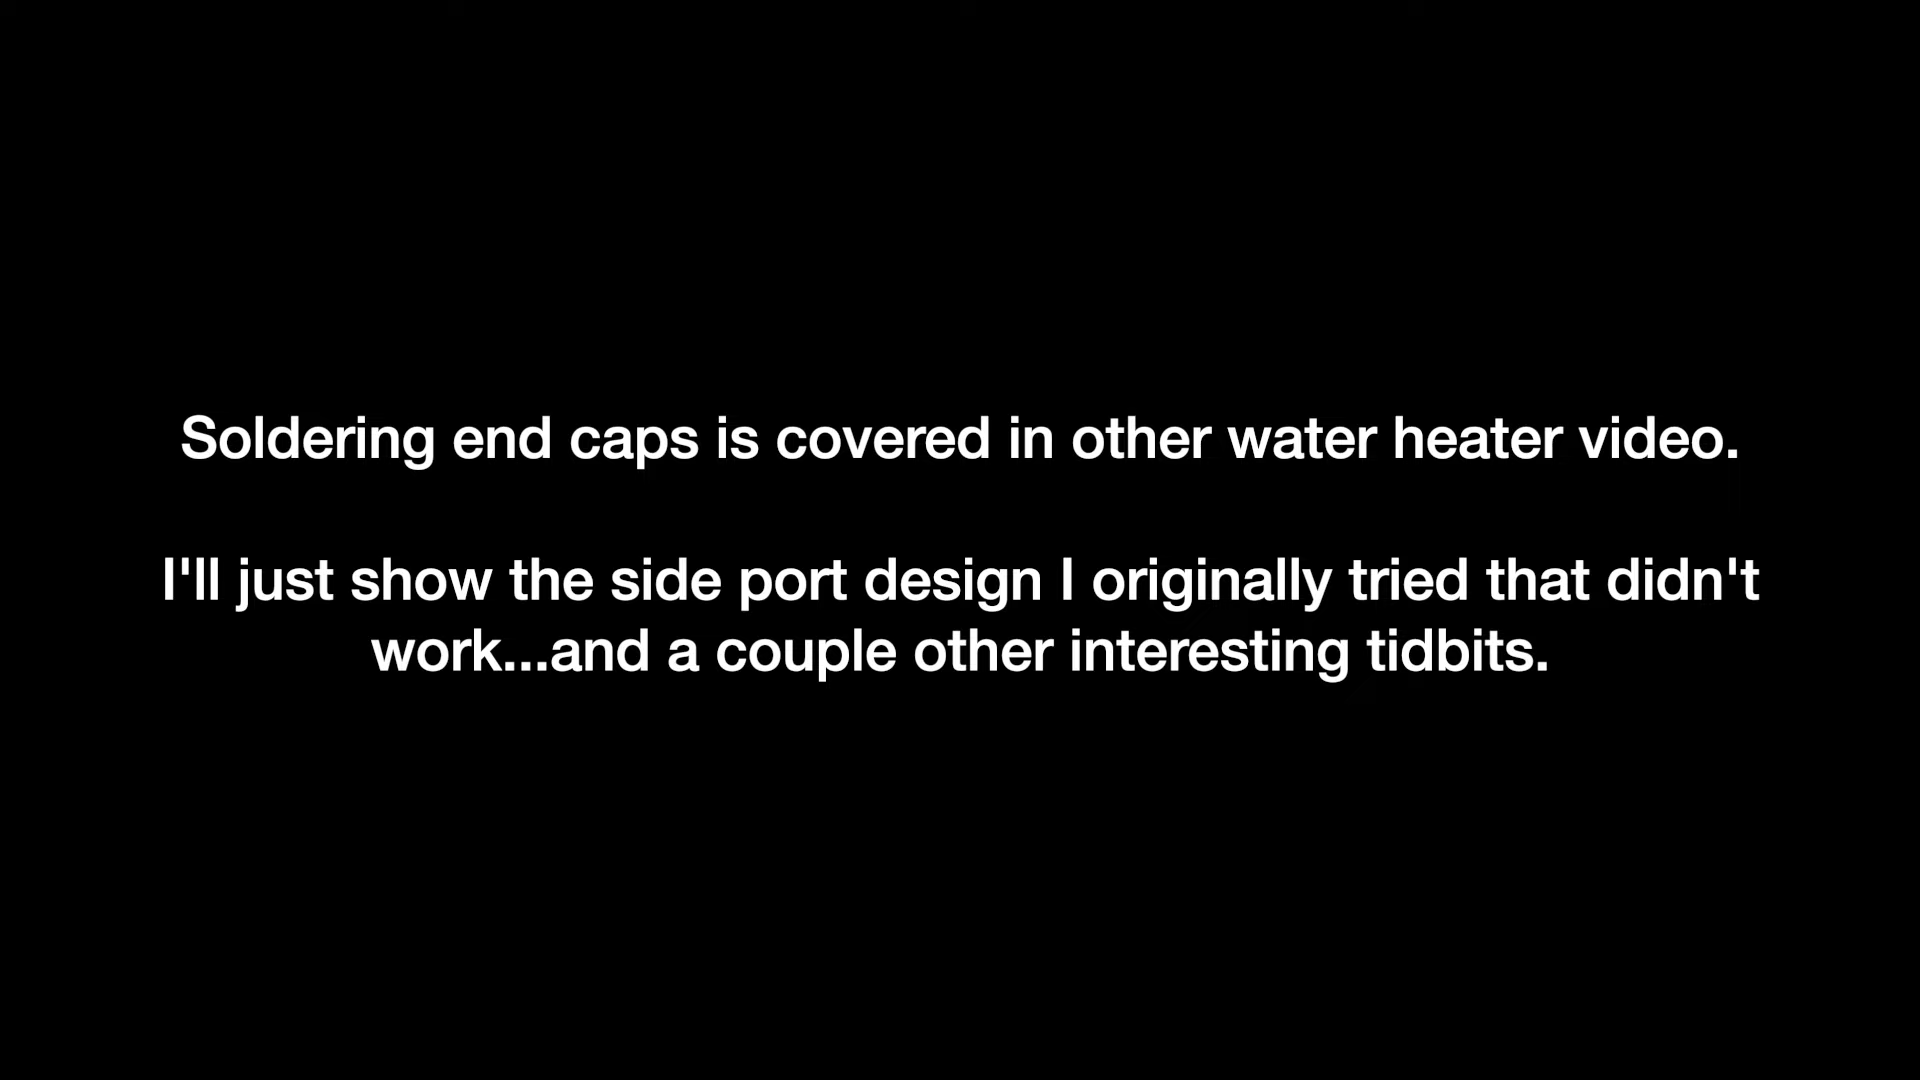 Soldering end caps is covered in other water heater video.
I'll just show the side port design I originally tried that didn't
work...and a couple other interesting tidbits.